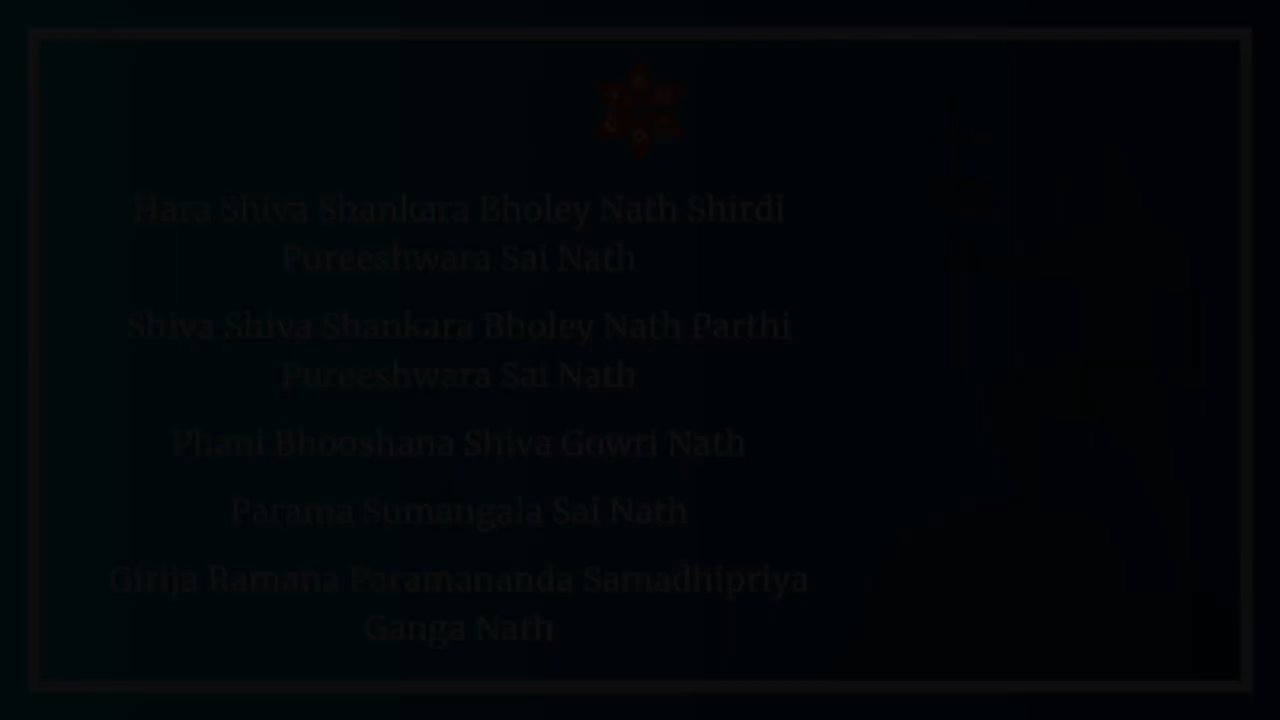 Hara Shiva Shankara Bholey Nath Shirdi
Pureeshwara Sai Nath
Shiva Shiva Shankara Bholey Nath Parthi
Pureeshwara Sai Nath
Phani Bhooshana Shiva Gowri Nath
Parama Sumangala Sai Nath
Girija Ramana Paramananda Samadhipriya
Ganga Nath